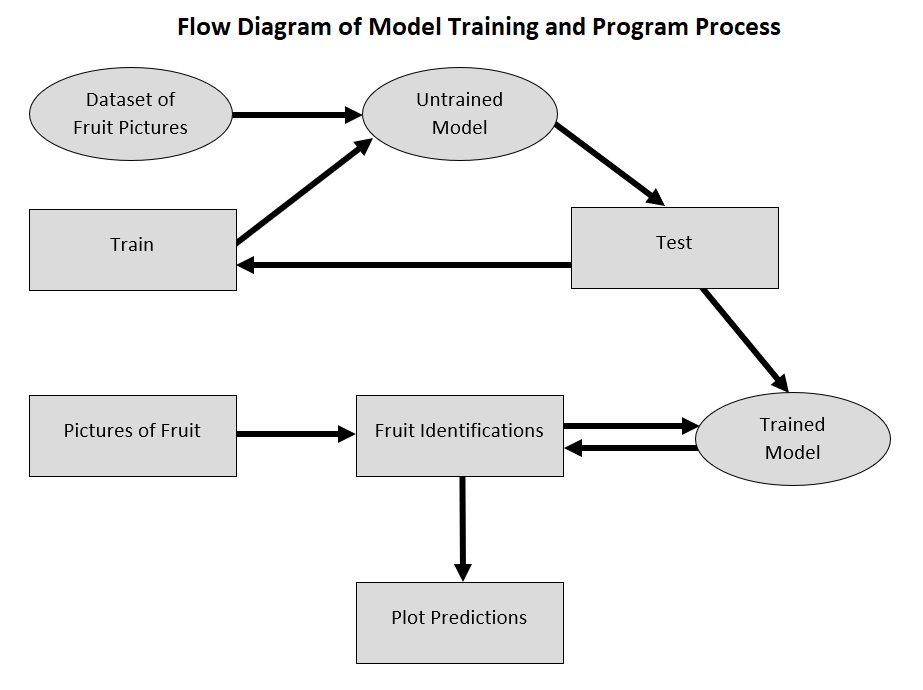 Flow Diagram of Model Training and Program Process
Dataset of
Fruit Pictures
Untrained
Model
Train
Test
Pictures of Fruit
Fruit Identifications
Trained
Model
Plot Predictions